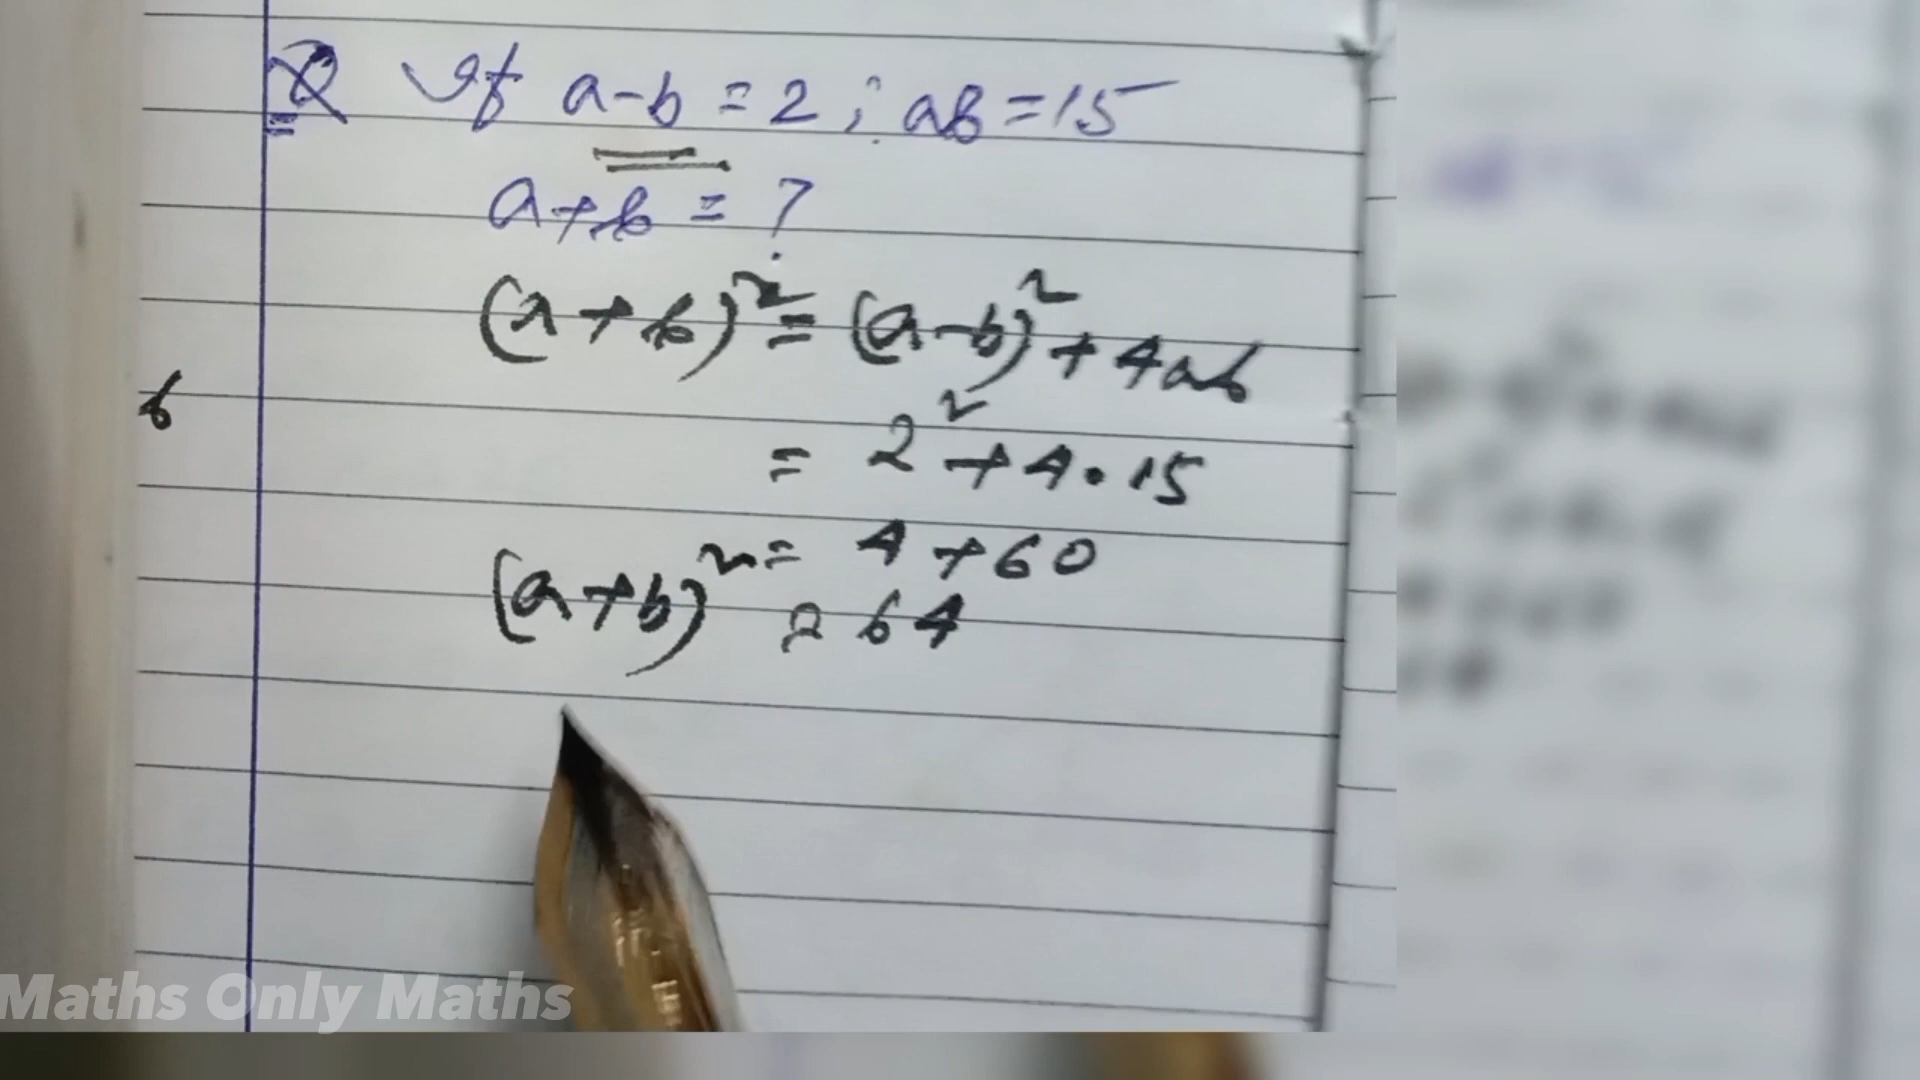 Q If a-b = 2 ; ab = 15
a+b = ?
(a+b)² = (a-b)² + 4ab
= 2² + 4·15
= 4 + 60
(a+b)² = 64
b
Maths Only Maths